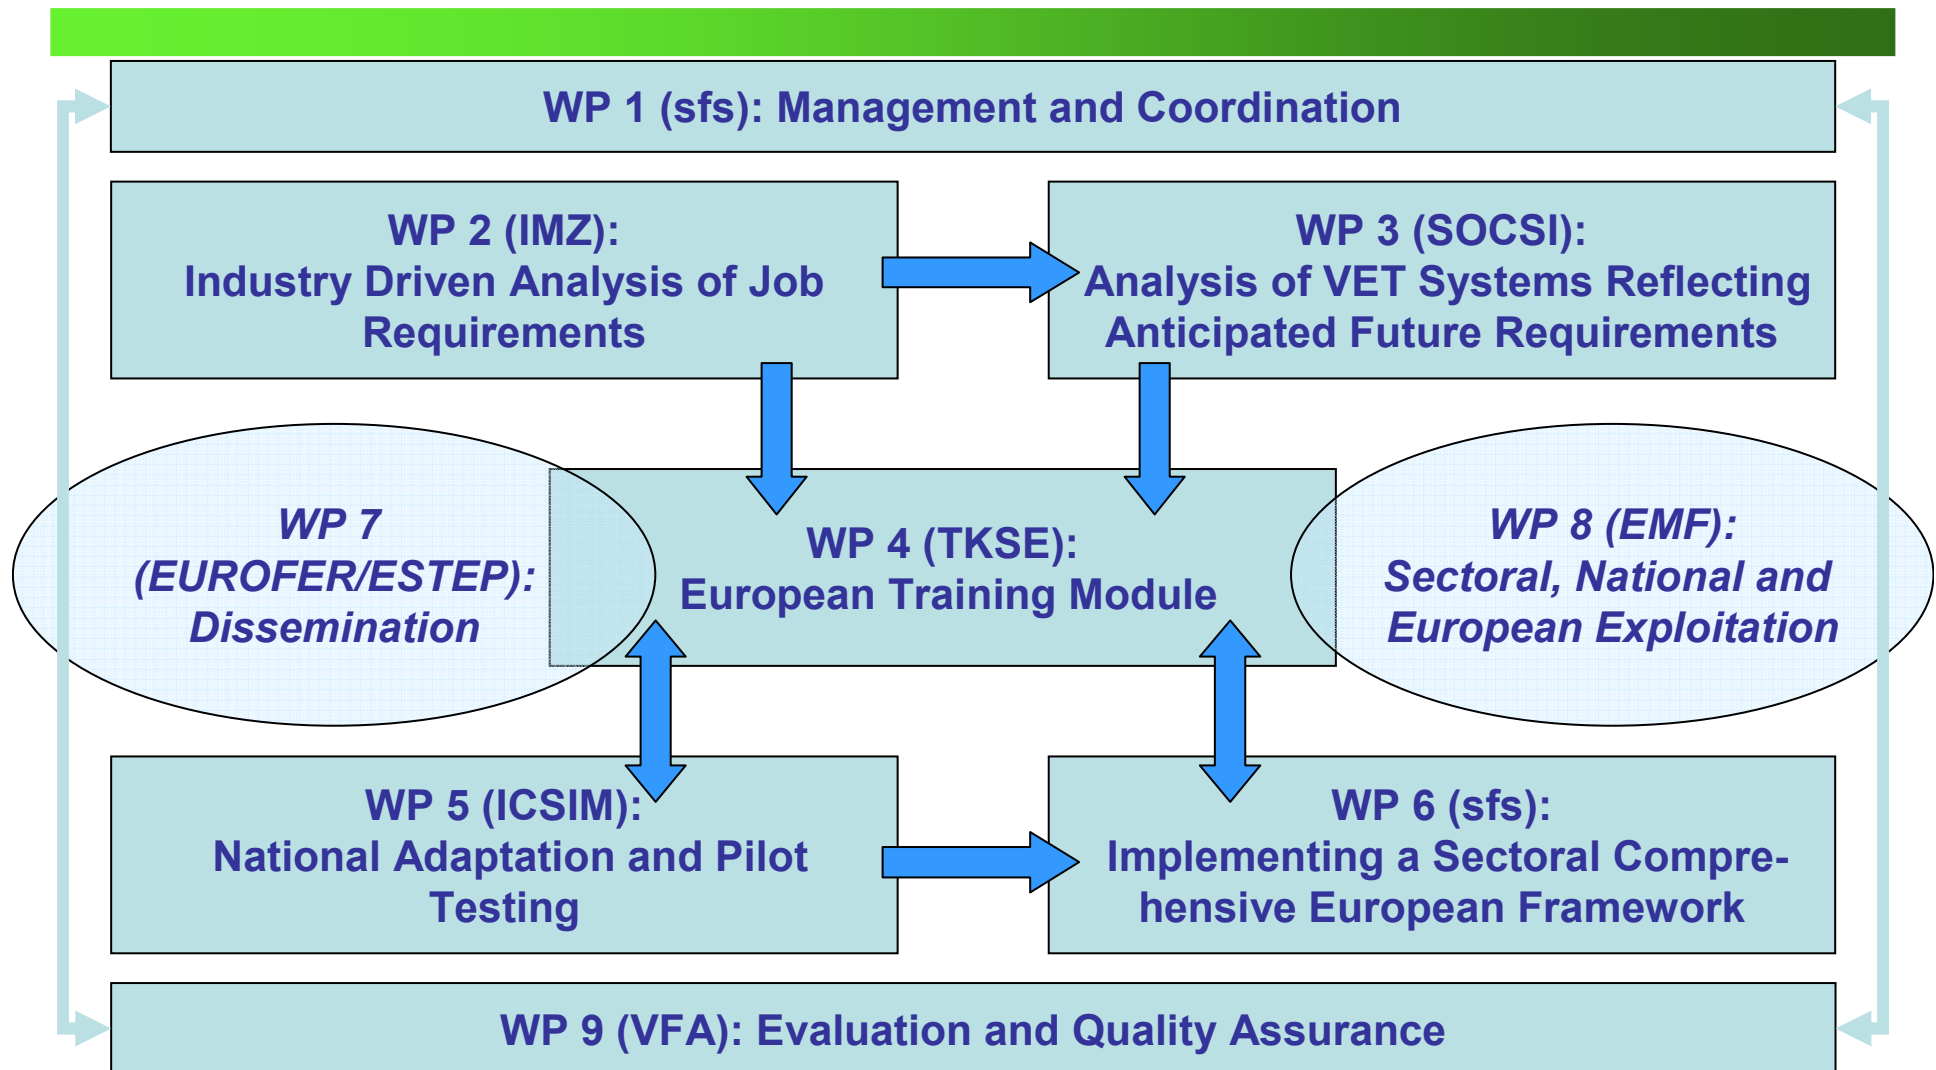 WP 1 (sfs): Management and Coordination
WP 2 (IMZ):
Industry Driven Analysis of Job
Requirements
WP 3 (SOCSI):
Analysis of VET Systems Reflecting
Anticipated Future Requirements
WP 7
(EUROFER/ESTEP):
Dissemination
WP 4 (TKSE):
European Training Module
WP 8 (EMF):
Sectoral, National and
European Exploitation
WP 5 (ICSIM):
National Adaptation and Pilot
Testing
WP 6 (sfs):
Implementing a Sectoral Compre-
hensive European Framework
WP 9 (VFA): Evaluation and Quality Assurance